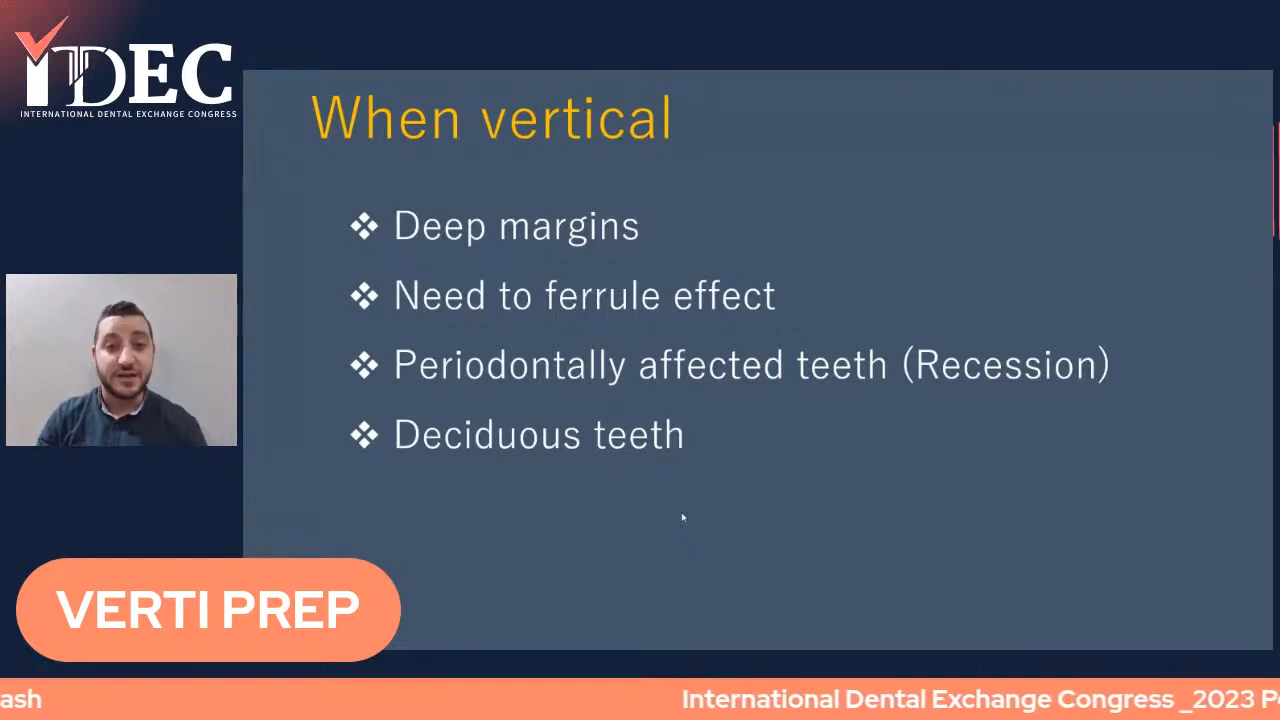 IDEC
INTERNATIONAL DENTAL EXCHANGE CONGRESS
When vertical
❖ Deep margins
❖ Need to ferrule effect
❖ Periodontally affected teeth (Recession)
❖ Deciduous teeth
VERTI PREP
International Dental Exchange Congress _2023